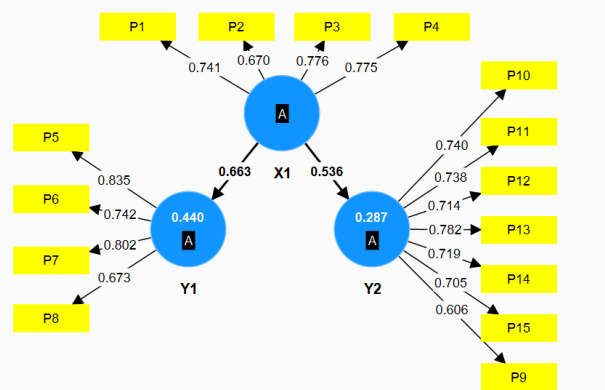 P1
P2
P3
P4
0.741
0.670
0.776
0.775
A
X1
0.663
0.536
P5
P6
P7
P8
0.835
0.742
0.802
0.673
0.440
A
Y1
0.287
A
Y2
P10
P11
P12
P13
P14
P15
P9
0.740
0.738
0.714
0.782
0.719
0.705
0.606